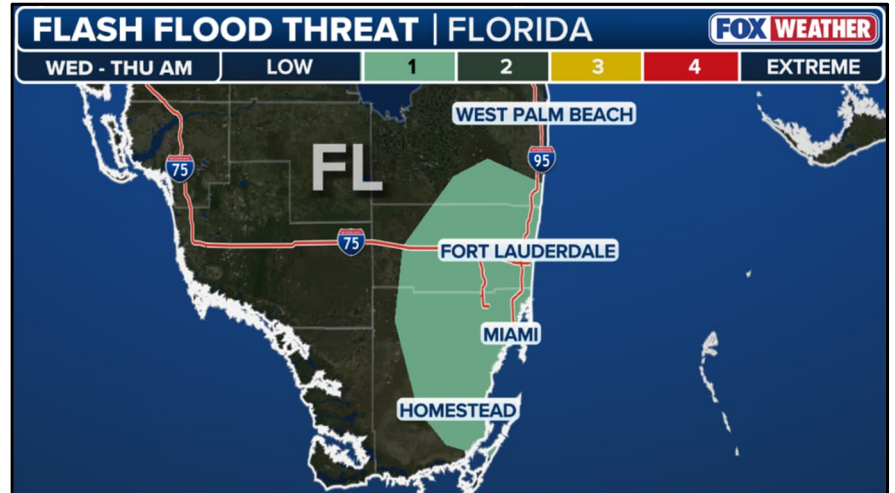 FLASH FLOOD THREAT | FLORIDA
FOX WEATHER
WED - THU AM LOW 1 2 3 4 EXTREME
WEST PALM BEACH
FL
95
75
75
FORT LAUDERDALE
MIAMI
HOMESTEAD